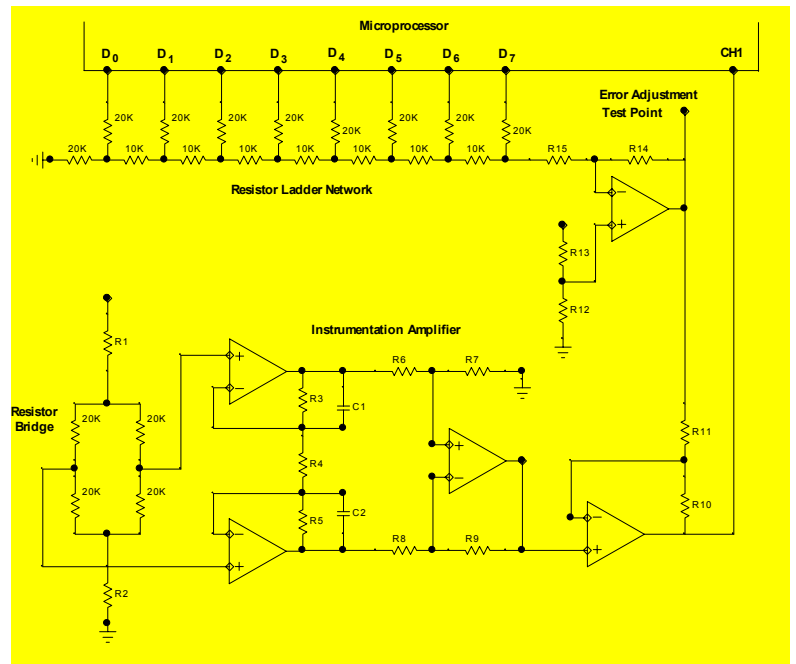 Microprocessor
D0 D1 D2 D3 D4 D5 D6 D7 CH1
Error Adjustment
Test Point
20K 20K 20K 20K 20K 20K 20K 20K
20K 10K 10K 10K 10K 10K 10K 10K R15 R14
Resistor Ladder Network
− +
R13
R12
Instrumentation Amplifier
R1
+ −
R3 C1
R6 R7
Resistor
Bridge
20K 20K
20K 20K
R4
+ −
R11
R10
− +
R5 C2
R8 R9
− +
R2